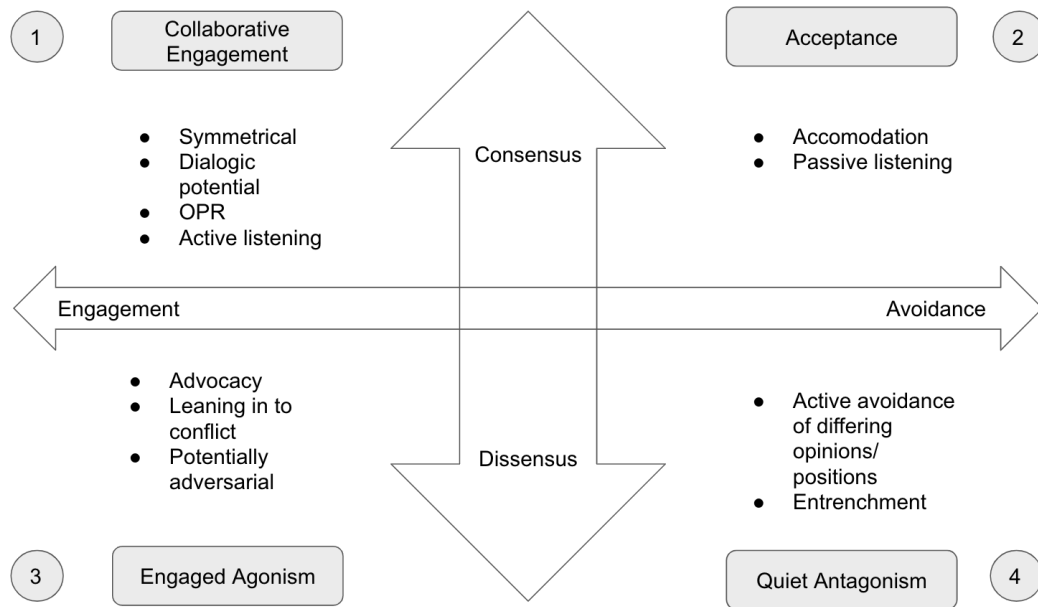 1
Collaborative
Engagement
Acceptance
2
● Symmetrical
● Dialogic
potential
● OPR
● Active listening
Consensus
● Accomodation
● Passive listening
Engagement
Avoidance
● Advocacy
● Leaning in to
conflict
● Potentially
adversarial
Dissensus
● Active avoidance
of differing
opinions/
positions
● Entrenchment
3
Engaged Agonism
Quiet Antagonism
4